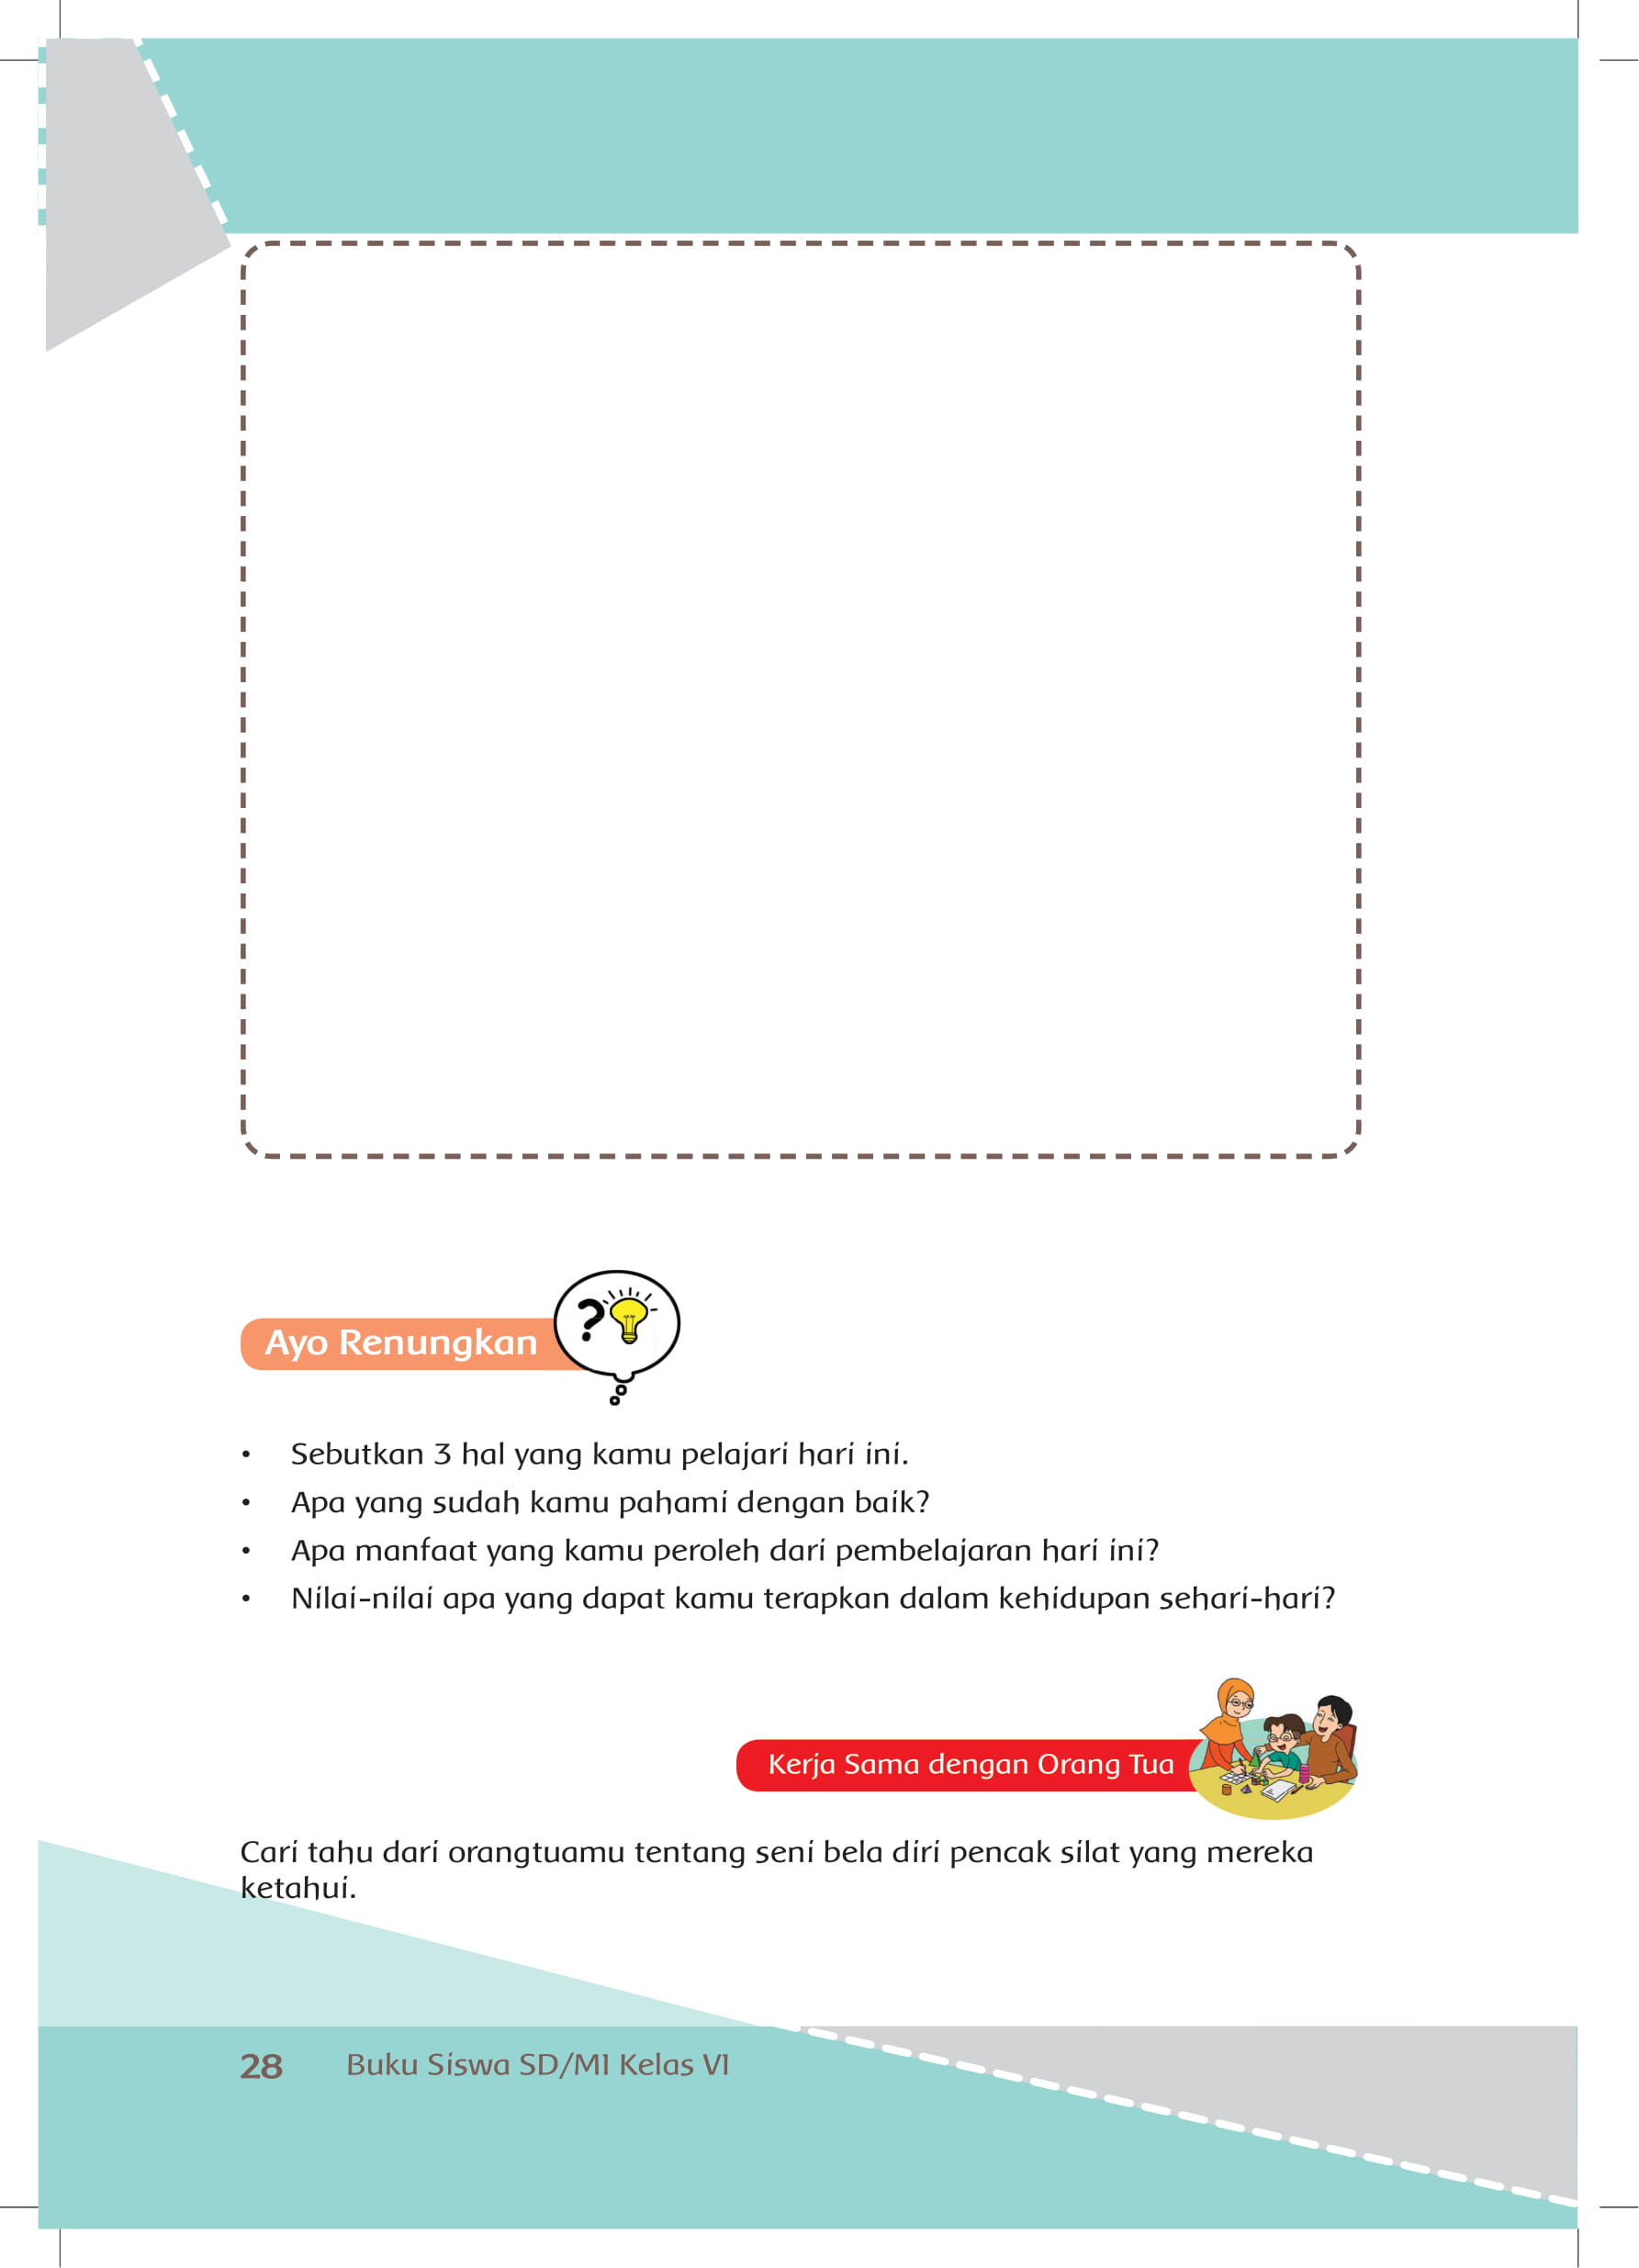 Ayo Renungkan
• Sebutkan 3 hal yang kamu pelajari hari ini.
• Apa yang sudah kamu pahami dengan baik?
• Apa manfaat yang kamu peroleh dari pembelajaran hari ini?
• Nilai-nilai apa yang dapat kamu terapkan dalam kehidupan sehari-hari?
Kerja Sama dengan Orang Tua
Cari tahu dari orangtuamu tentang seni bela diri pencak silat yang mereka
ketahui.
28 Buku Siswa SD/MI Kelas VI